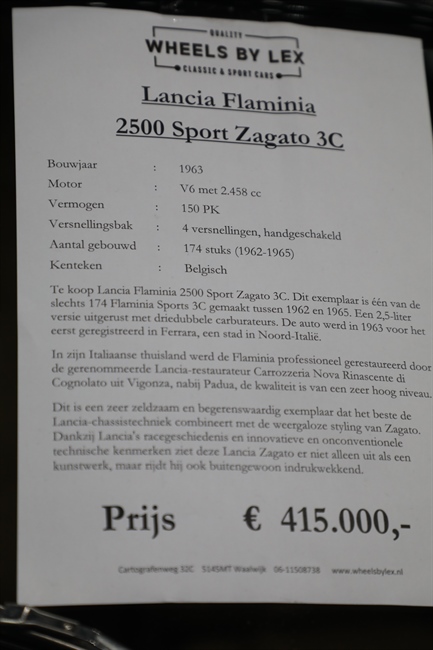 QUALITY
WHEELS BY LEX
CLASSIC & SPORT CARS
Lancia Flaminia
2500 Sport Zagato 3C
Bouwjaar : 1963
Motor : V6 met 2.458 cc
Vermogen : 150 PK
Versnellingsbak : 4 versnellingen, handgeschakeld
Aantal gebouwd : 174 stuks (1962-1965)
Kenteken : Belgisch
Te koop Lancia Flaminia 2500 Sport Zagato 3C. Dit exemplaar is één van de
slechts 174 Flaminia Sports 3C gemaakt tussen 1962 en 1965. Een 2,5-liter
versie uitgerust met driedubbele carburateurs. De auto werd in 1963 voor het
eerst geregistreerd in Ferrara, een stad in Noord-Italië.
In zijn Italiaanse thuisland werd de Flaminia professioneel gerestaureerd door
de gerenommeerde Lancia-restaurateur Carrozzeria Nova Rinascente di
Cognolato uit Vigonza, nabij Padua, de kwaliteit is van een zeer hoog niveau.
Dit is een zeer zeldzaam en begerenswaardig exemplaar dat het beste de
Lancia-chassistechniek combineert met de weergaloze styling van Zagato.
Dankzij Lancia's racegeschiedenis en innovatieve en onconventionele
technische kenmerken ziet deze Lancia Zagato er niet alleen uit als een
kunstwerk, maar rijdt hij ook buitengewoon indrukwekkend.
Prijs € 415.000,-
Cartografenweg 32C 5145MT Waalwijk 06-11508738 www.wheelsbylex.nl